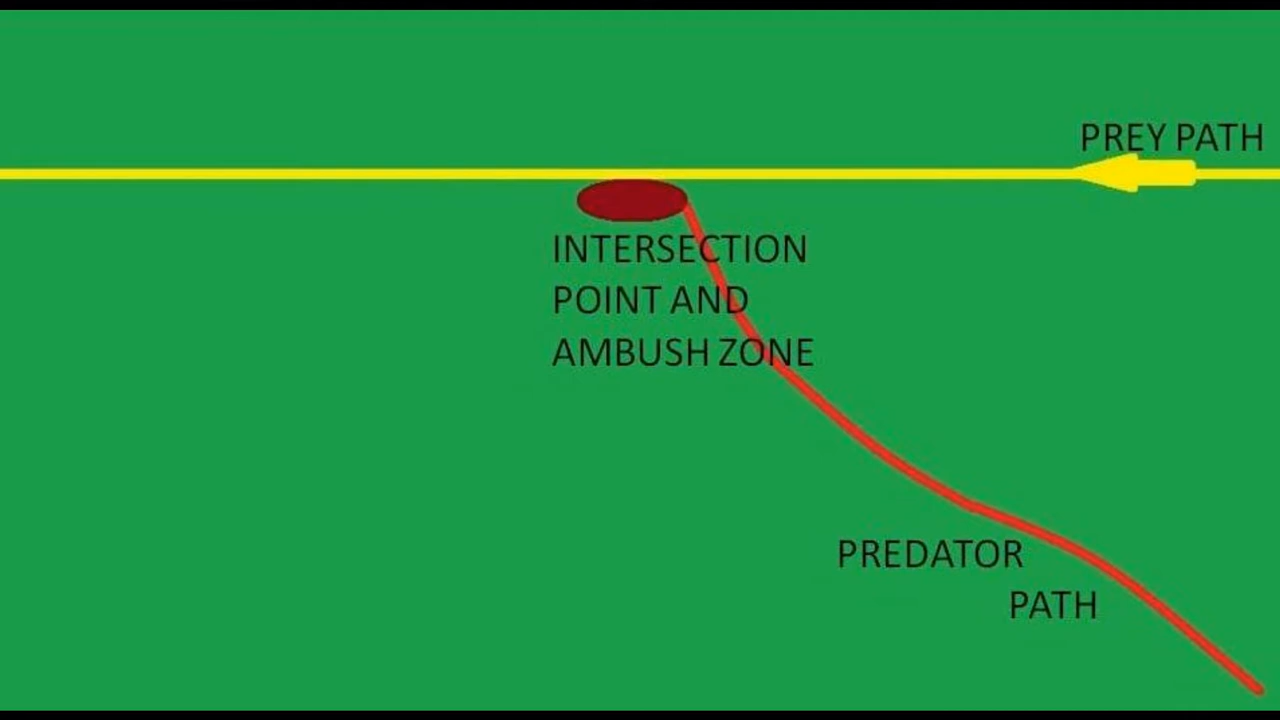 PREY PATH
INTERSECTION
POINT AND
AMBUSH ZONE
PREDATOR
PATH